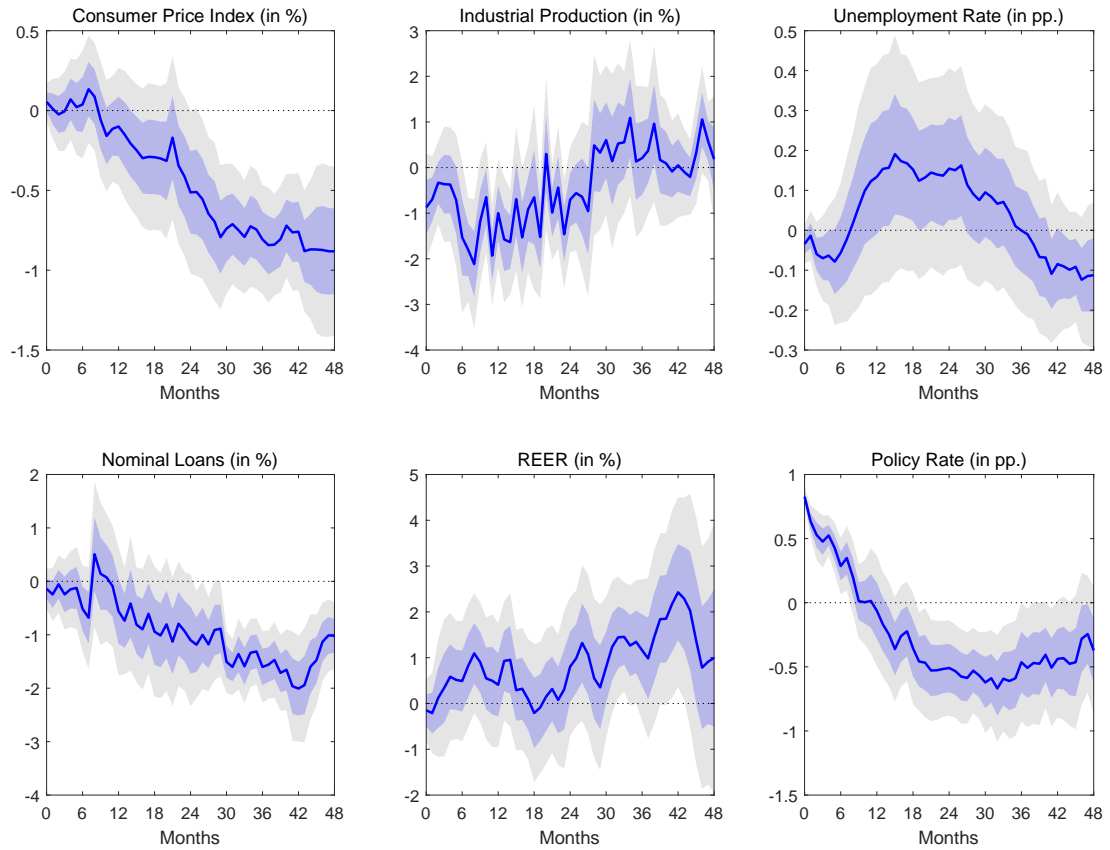 Consumer Price Index (in %)
0.5
0
-0.5
-1
-1.5
0 6 12 18 24 30 36 42 48
Months
Industrial Production (in %)
3
2
1
0
-1
-2
-3
-4
0 6 12 18 24 30 36 42 48
Months
Unemployment Rate (in pp.)
0.5
0.4
0.3
0.2
0.1
0
-0.1
-0.2
-0.3
0 6 12 18 24 30 36 42 48
Months
Nominal Loans (in %)
2
1
0
-1
-2
-3
-4
0 6 12 18 24 30 36 42 48
Months
REER (in %)
5
4
3
2
1
0
-1
-2
0 6 12 18 24 30 36 42 48
Months
Policy Rate (in pp.)
1
0.5
0
-0.5
-1
-1.5
0 6 12 18 24 30 36 42 48
Months